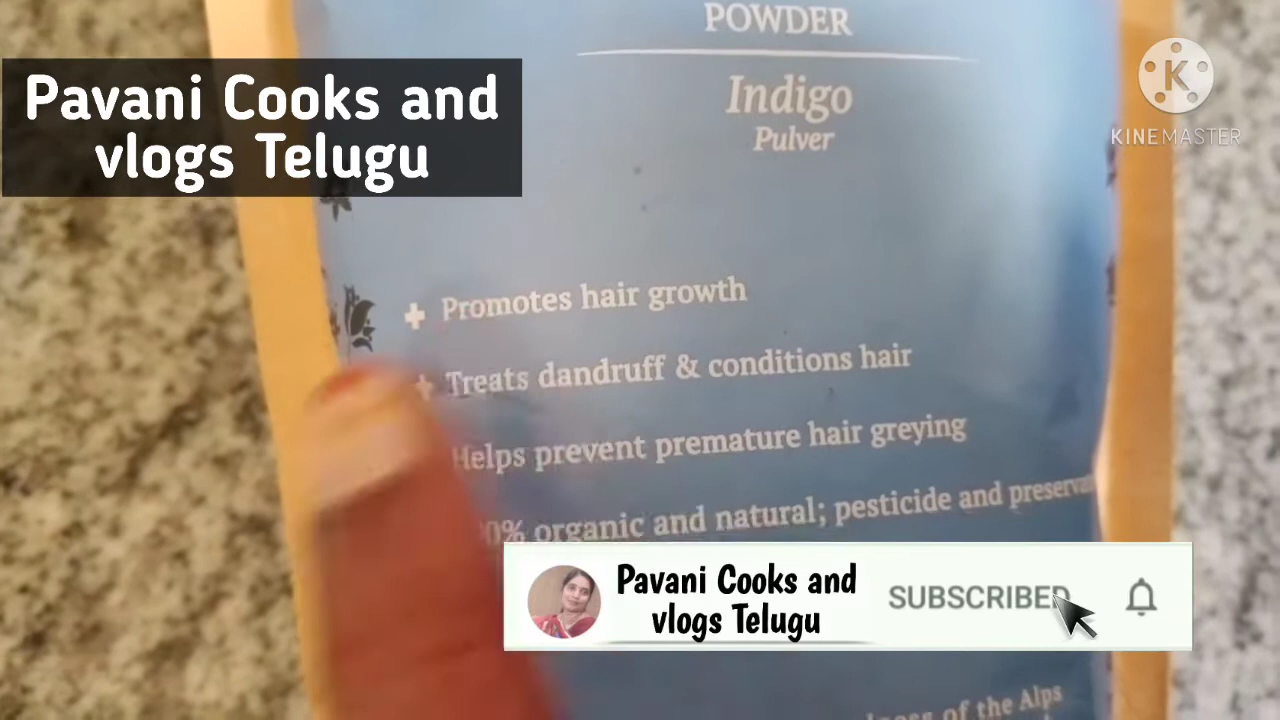 POWDER
Indigo
Pulver
Pavani Cooks and
vlogs Telugu
K
KINEMASTER
Promotes hair growth
Treats dandruff & conditions hair
Helps prevent premature hair greying
organic and natural; pesticide and
Pavani Cooks and
vlogs Telugu
SUBSCRIBED
of the Alps